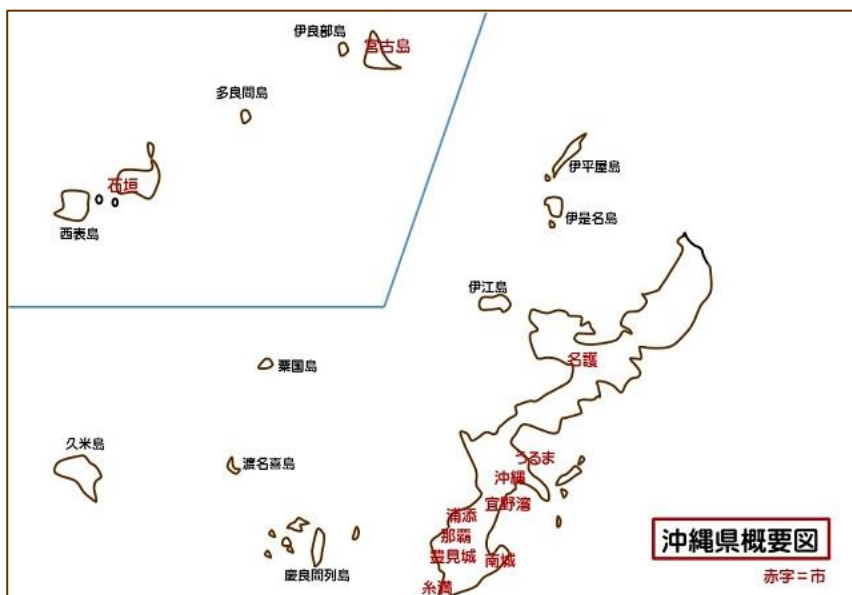 伊良部島
宮古島
多良間島
石垣
西表島
伊平屋島
伊是名島
伊江島
名護
粟国島
久米島
渡名喜島
うるま
沖縄
宜野湾
浦添
那覇
豊見城
南城
慶良間列島
糸満
沖縄県概要図
赤字＝市